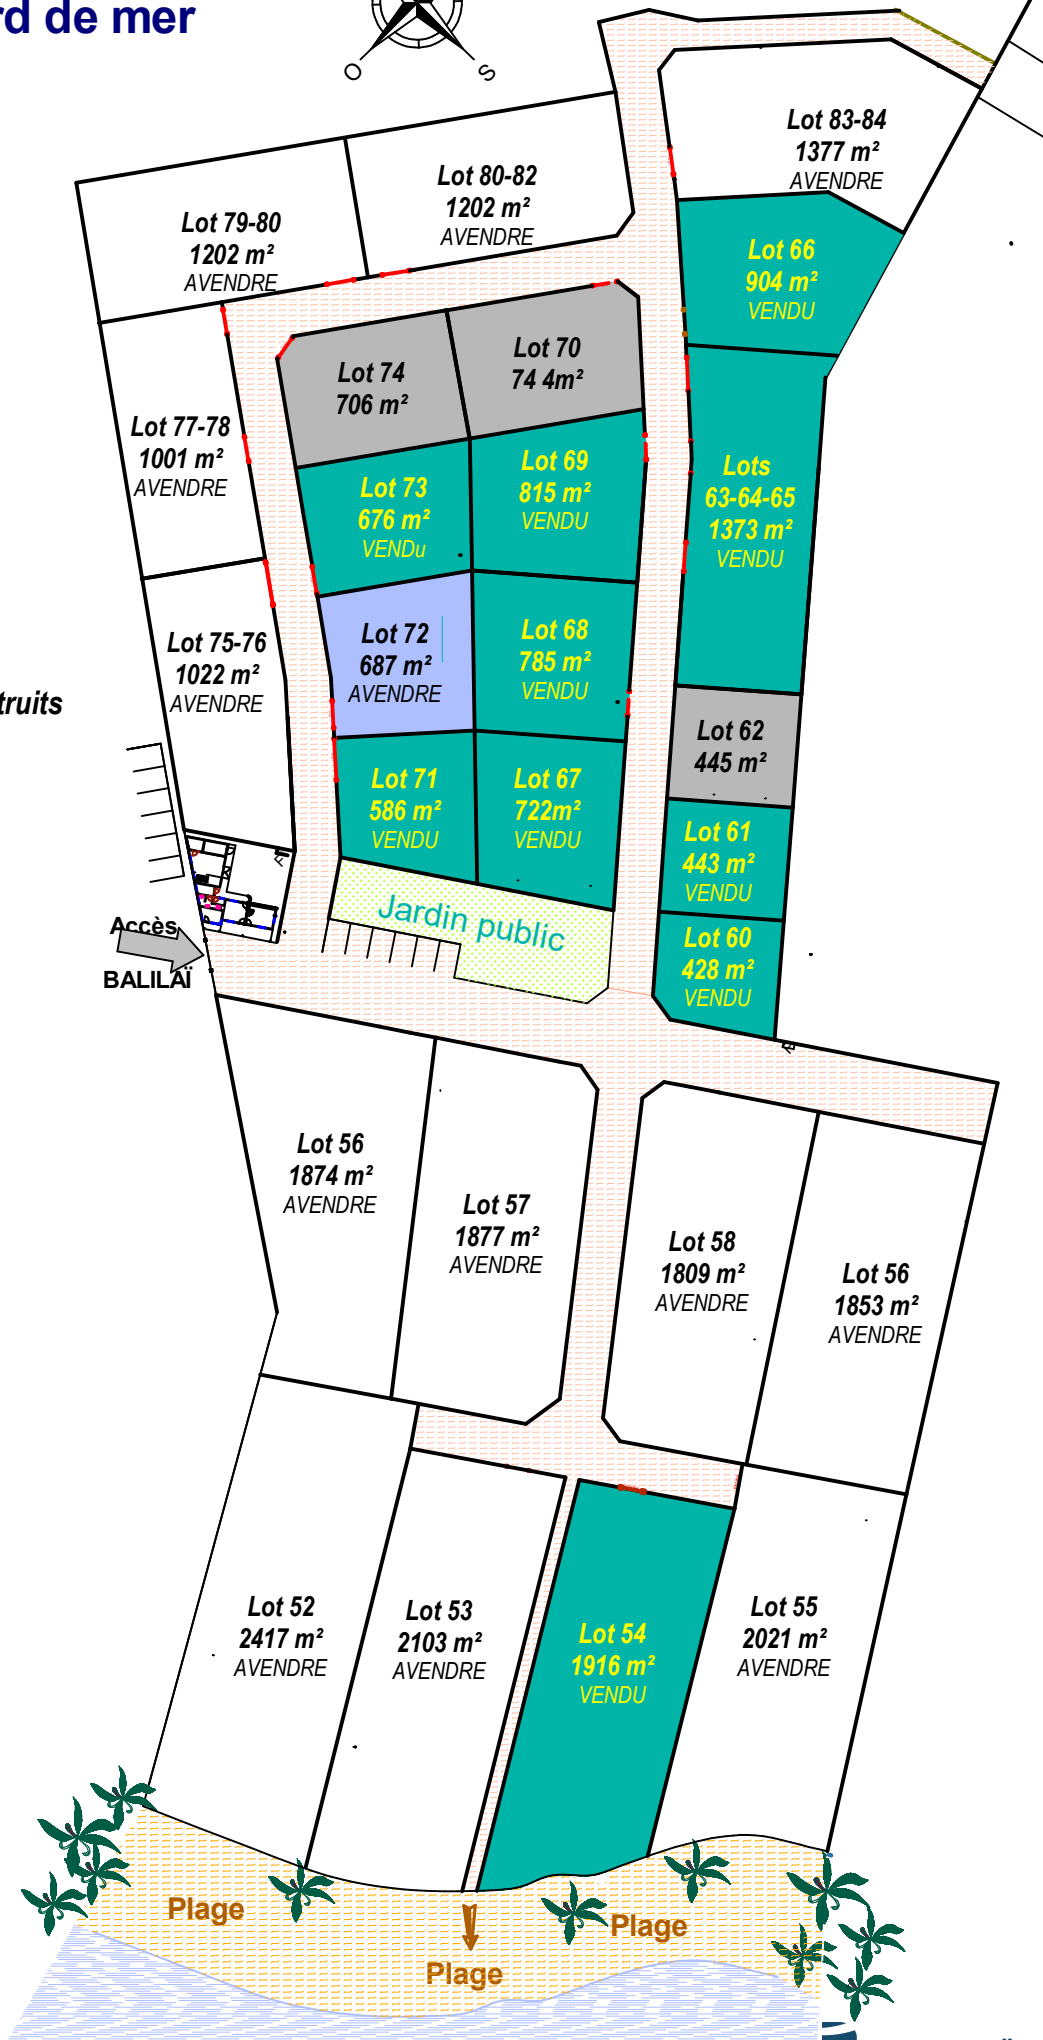 rd de mer
O
S
Lot 83-84
1377 m²
AVENDRE
Lot 80-82
1202 m²
AVENDRE
Lot 79-80
1202 m²
AVENDRE
Lot 66
904 m²
VENDU
Lot 74
706 m²
Lot 70
74 4m²
Lot 77-78
1001 m²
AVENDRE
Lot 73
676 m²
VENDu
Lot 69
815 m²
VENDU
Lots
63-64-65
1373 m²
VENDU
Lot 75-76
1022 m²
AVENDRE
Lot 72
687 m²
AVENDRE
Lot 68
785 m²
VENDU
truits
Lot 62
445 m²
Lot 71
586 m²
VENDU
Lot 67
722m²
VENDU
Lot 61
443 m²
VENDU
Jardin public
Accès
BALILAÏ
Lot 60
428 m²
VENDU
Lot 56
1874 m²
AVENDRE
Lot 57
1877 m²
AVENDRE
Lot 58
1809 m²
AVENDRE
Lot 56
1853 m²
AVENDRE
Lot 52
2417 m²
AVENDRE
Lot 53
2103 m²
AVENDRE
Lot 54
1916 m²
VENDU
Lot 55
2021 m²
AVENDRE
Plage
Plage
Plage